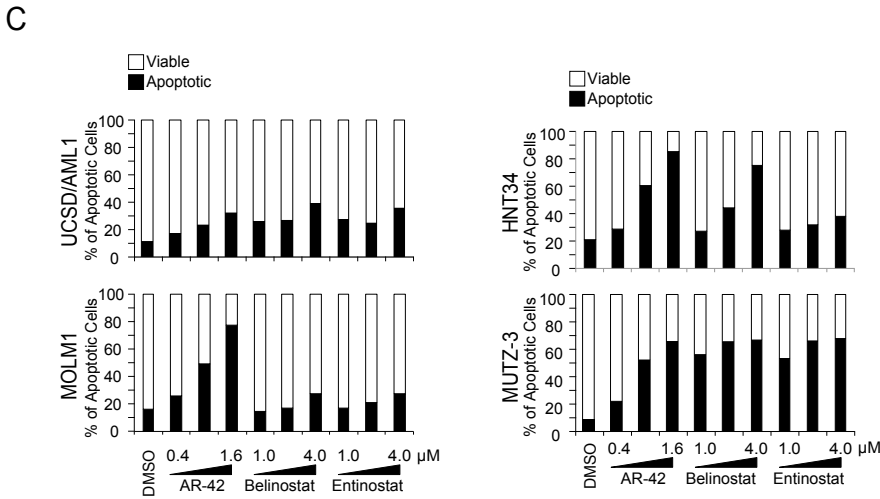 C
Viable
Apoptotic
UCSD/AML1
% of Apoptotic Cells
100
80
60
40
20
0
MOLM1
% of Apoptotic Cells
100
80
60
40
20
0
DMSO
0.4 1.6 1.0 4.0 1.0 4.0 µM
AR-42 Belinostat Entinostat
Viable
Apoptotic
HNT34
% of Apoptotic Cells
100
80
60
40
20
0
MUTZ-3
% of Apoptotic Cells
100
80
60
40
20
0
DMSO
0.4 1.6 1.0 4.0 1.0 4.0 µM
AR-42 Belinostat Entinostat